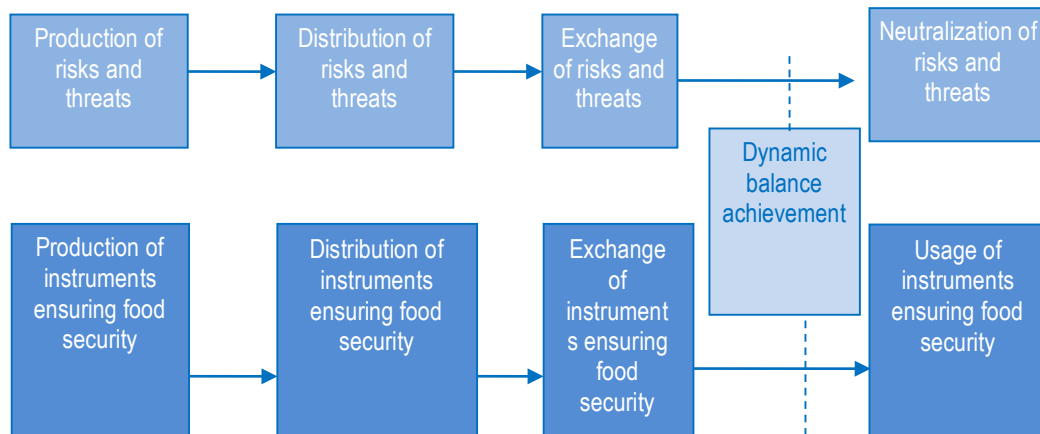 Production of
risks and
threats
Distribution of
risks and
threats
Exchange
of risks and
threats
Neutralization of
risks and
threats
Dynamic
balance
achievement
Production of
instruments
ensuring food
security
Distribution of
instruments
ensuring food
security
Exchange
of
instrument
s ensuring
food
security
Usage of
instruments
ensuring food
security